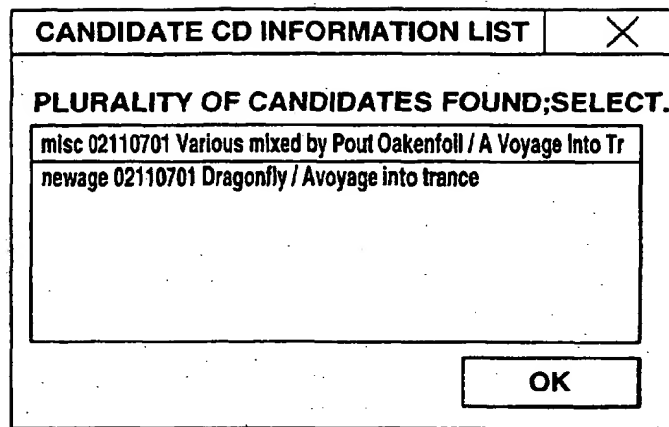 CANDIDATE CD INFORMATION LIST
PLURALITY OF CANDIDATES FOUND;SELECT.
misc 02110701 Various mixed by Pout Oakenfoll / A Voyage Into Tr
newage 02110701 Dragonfly / Avoyage into trance
OK